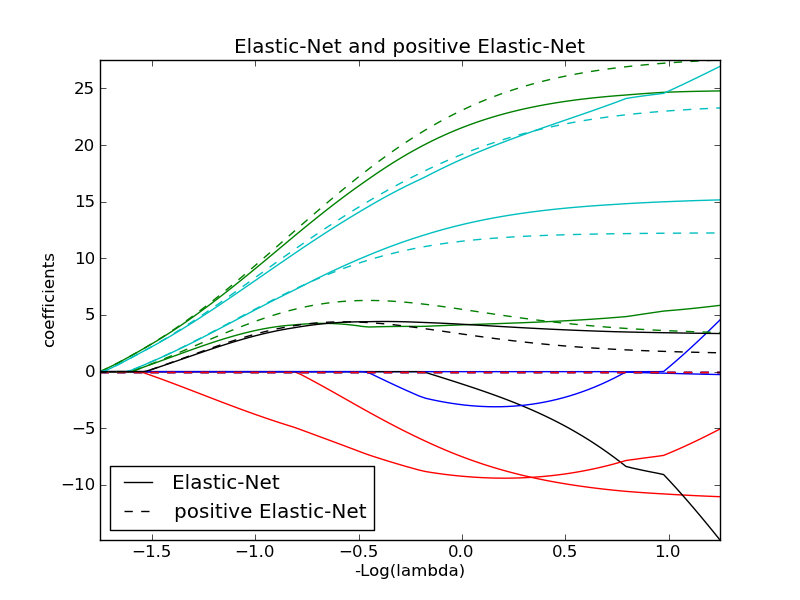 Elastic-Net and positive Elastic-Net
25
20
15
10
5
0
−5
−10
coefficients
Elastic-Net
positive Elastic-Net
−1.5 −1.0 −0.5 0.0 0.5 1.0
-Log(lambda)